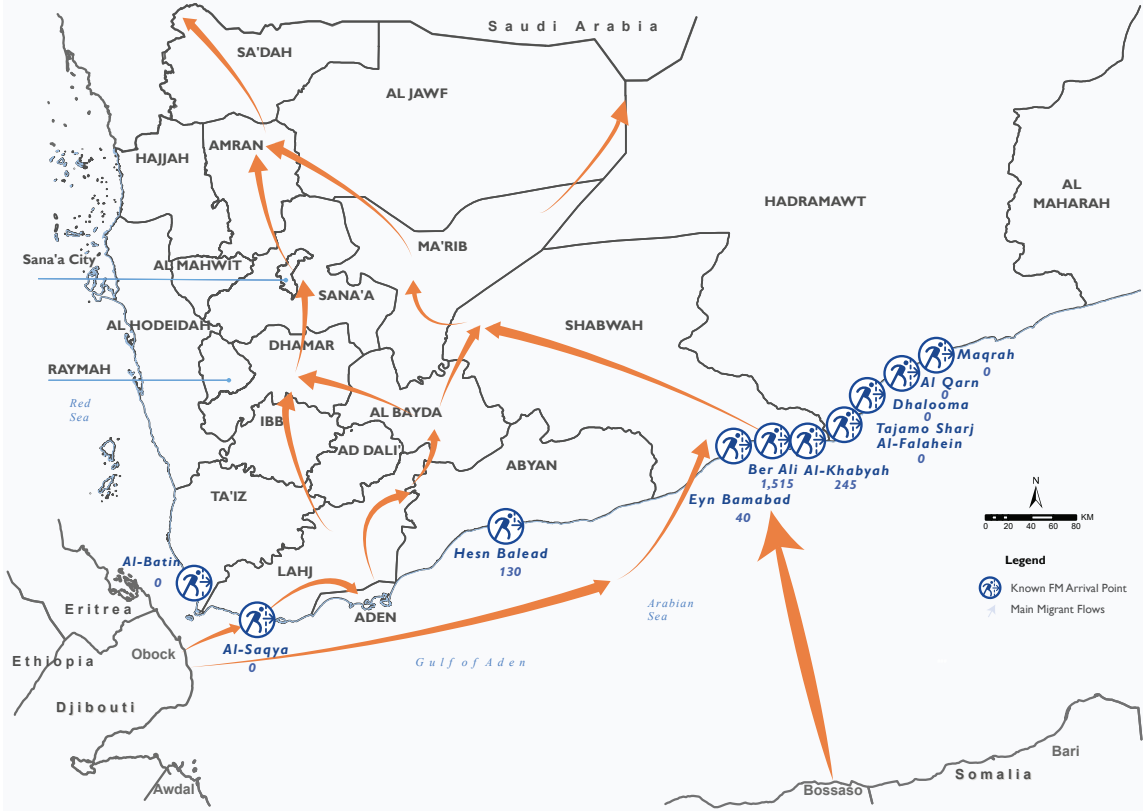 Saudi Arabia
SA'DAH
AL JAWF
AMRAN
HAJJAH
HADRAMAWT
AL
MAHARAH
MA'RIB
Sana'a City
AL MAHWIT
SANA'A
AL HODEIDAH
SHABWAH
DHAMAR
RAYMAH
Maqrah
0
Al Qarn
0
Dhalooma
0
Red
Sea
IBB
AL BAYDA
Tajamo Sharj
Al-Falahein
0
AD DALI'
ABYAN
Ber Ali
1,515
Al-Khabyah
245
TA'IZ
Eyn Bamabad
40
N
0
20
40
60
80
KM
Hesn Balead
130
Al-Batin
0
LAHJ
Legend
Known FM Arrival Point
Main Migrant Flows
Eritrea
ADEN
Arabian
Sea
Al-Saqya
0
Obock
Ethiopia
Gulf of Aden
Djibouti
Bari
Somalia
Awdal
Bossaso